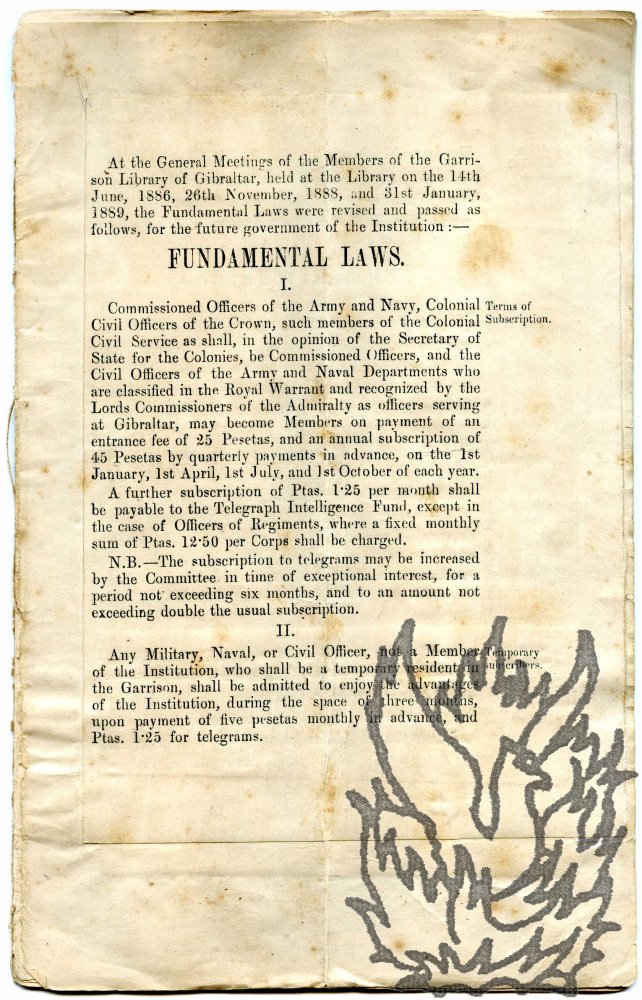 At the General Meetings of the Members of the Garri-
son Library of Gibraltar, held at the Library on the 14th
June, 1886, 26th November, 1888, and 31st January,
1889, the Fundamental Laws were revised and passed as
follows, for the future government of the Institution :—
FUNDAMENTAL LAWS.
I.
Commissioned Officers of the Army and Navy, Colonial
Civil Officers of the Crown, such members of the Colonial
Civil Service as shall, in the opinion of the Secretary of
State for the Colonies, be Commissioned Officers, and the
Civil Officers of the Army and Naval Departments who
are classified in the Royal Warrant and recognized by the
Lords Commissioners of the Admiralty as officers serving
at Gibraltar, may become Members on payment of an
entrance fee of 25 Pesetas, and an annual subscription of
45 Pesetas by quarterly payments in advance, on the 1st
January, 1st April, 1st July, and 1st October of each year.
Terms of
Subscription.
A further subscription of Ptas. 1·25 per month shall
be payable to the Telegraph Intelligence Fund, except in
the case of Officers of Regiments, where a fixed monthly
sum of Ptas. 12·50 per Corps shall be charged.
N.B.—The subscription to telegrams may be increased
by the Committee in time of exceptional interest, for a
period not exceeding six months, and to an amount not
exceeding double the usual subscription.
II.
Any Military, Naval, or Civil Officer, not a Member
of the Institution, who shall be a temporary resident in
the Garrison, shall be admitted to enjoy the advantages
of the Institution, during the space of three months,
upon payment of five pesetas monthly in advance, and
Ptas. 1·25 for telegrams.
Temporary
subscribers.